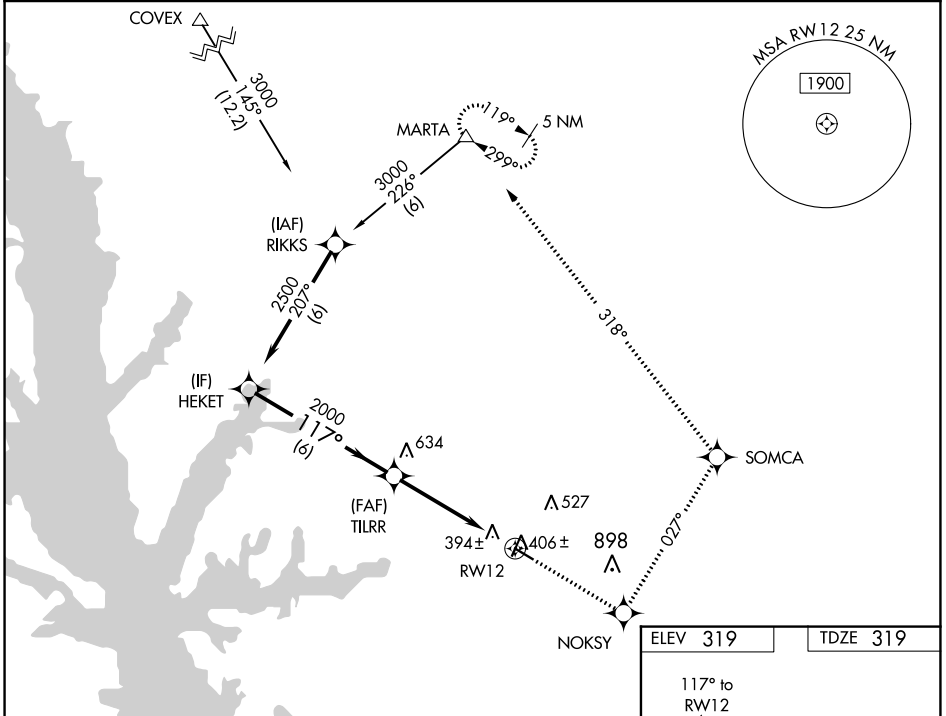 COVEX
3000
145°
(12.2)
MSA RW12 25 NM
1900
MARTA
119°
5 NM
299°
3000
226°
(6)
(IAF)
RIKKS
2500
207°
(6)
318°
(IF)
HEKET
2000
117°
(6)
634
SOMCA
(FAF)
TILRR
527
394±
406±
898
027°
RW12
NOKSY
ELEV 319
TDZE 319
117° to
RW12